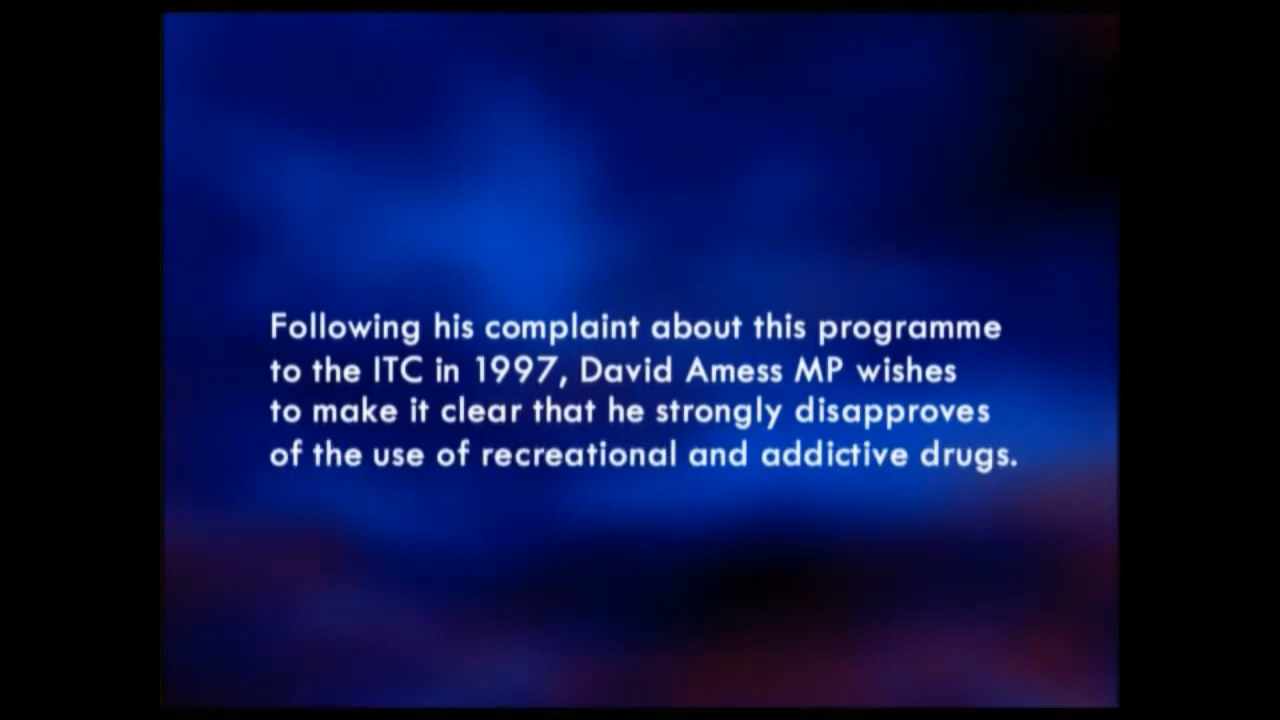 Following his complaint about this programme
to the ITC in 1997, David Amess MP wishes
to make it clear that he strongly disapproves
of the use of recreational and addictive drugs.